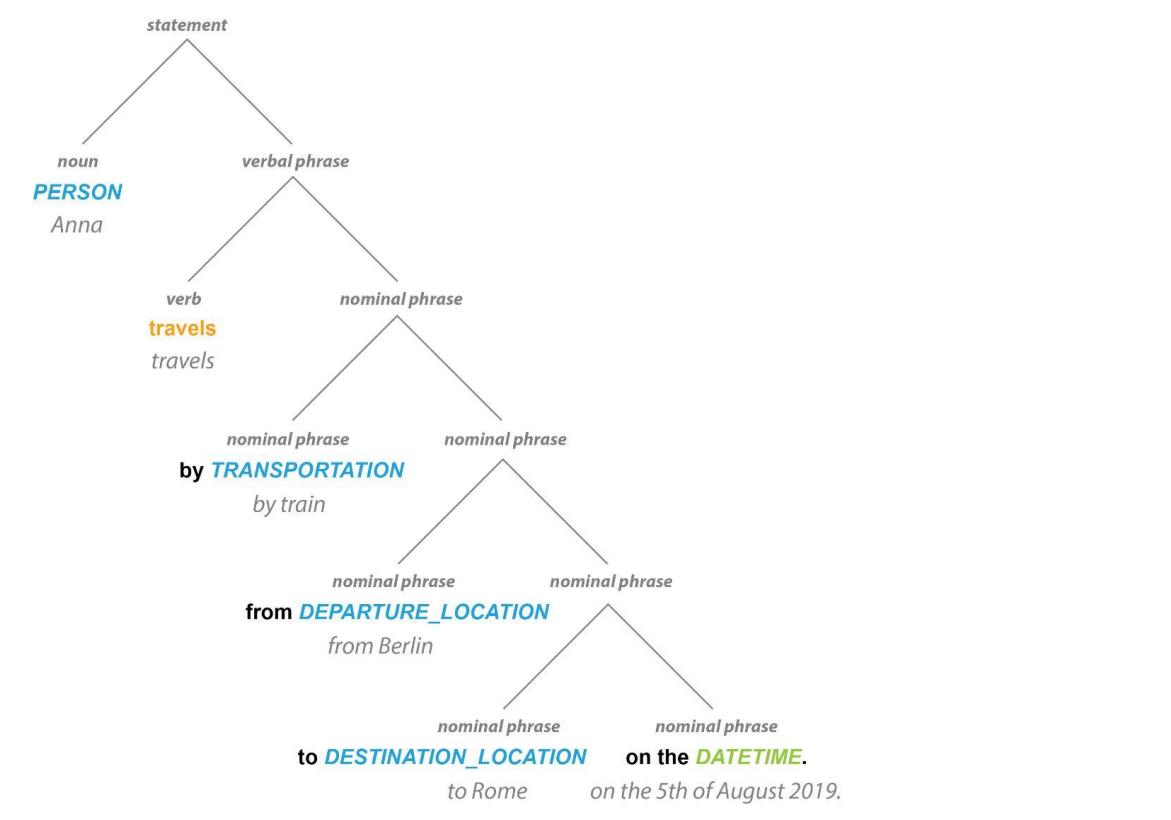 statement
noun
PERSON
Anna
verbal phrase
verb
travels
travels
nominal phrase
nominal phrase
by TRANSPORTATION
by train
nominal phrase
nominal phrase
from DEPARTURE_LOCATION
from Berlin
nominal phrase
nominal phrase
to DESTINATION_LOCATION
to Rome
nominal phrase
on the DATETIME.
on the 5th of August 2019.